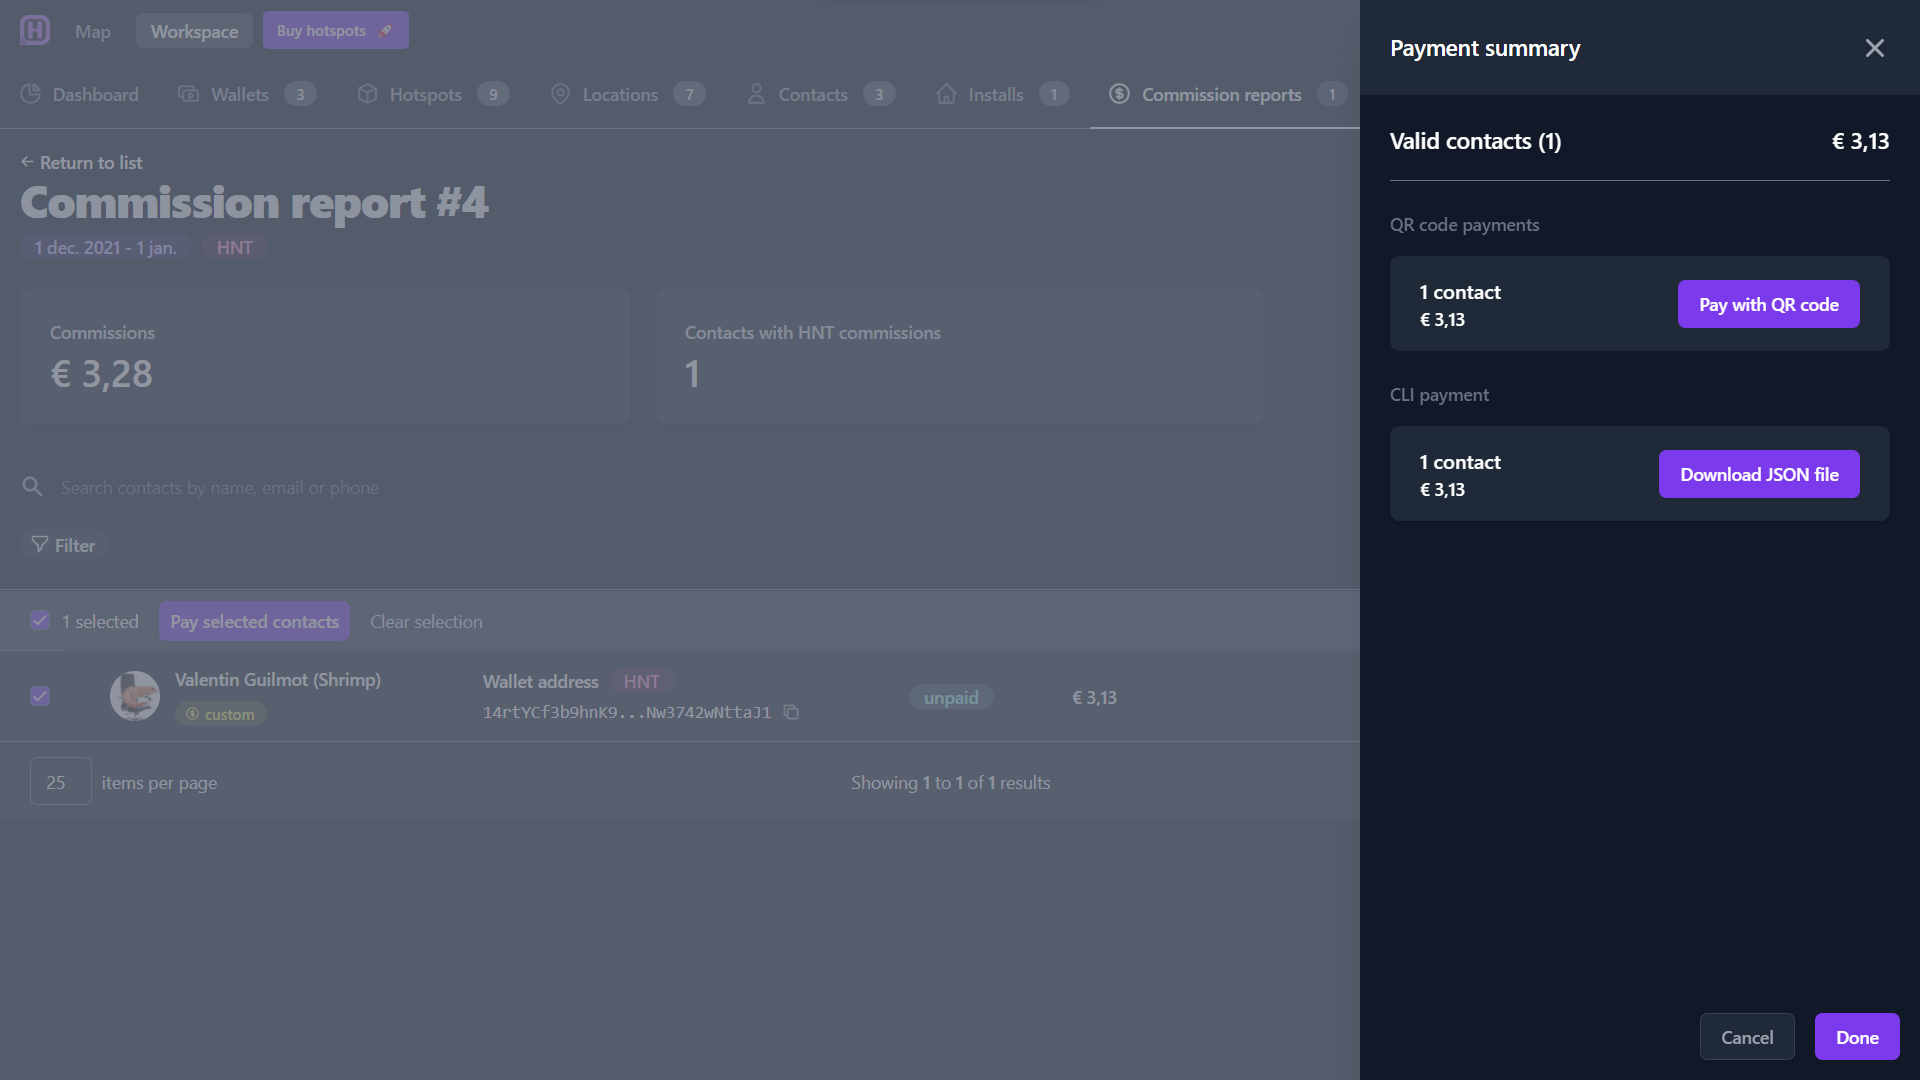 H
Map
Workspace
Buy hotspots
Dashboard
Wallets 3
Hotspots 9
Locations 7
Contacts 3
Installs 1
Commission reports 1
← Return to list
Commission report #4
1 dec. 2021 - 1 jan.
HNT
Commissions
€ 3,28
Contacts with HNT commissions
1
Search contacts by name, email or phone
Filter
1 selected
Pay selected contacts
Clear selection
Valentin Guilmot (Shrimp)
custom
Wallet address HNT
14rtYCf3b9hnK9...Nw3742wNttaJ1
unpaid
€ 3,13
25 items per page
Showing 1 to 1 of 1 results
Payment summary
Valid contacts (1)
€ 3,13
QR code payments
1 contact
€ 3,13
Pay with QR code
CLI payment
1 contact
€ 3,13
Download JSON file
Cancel
Done